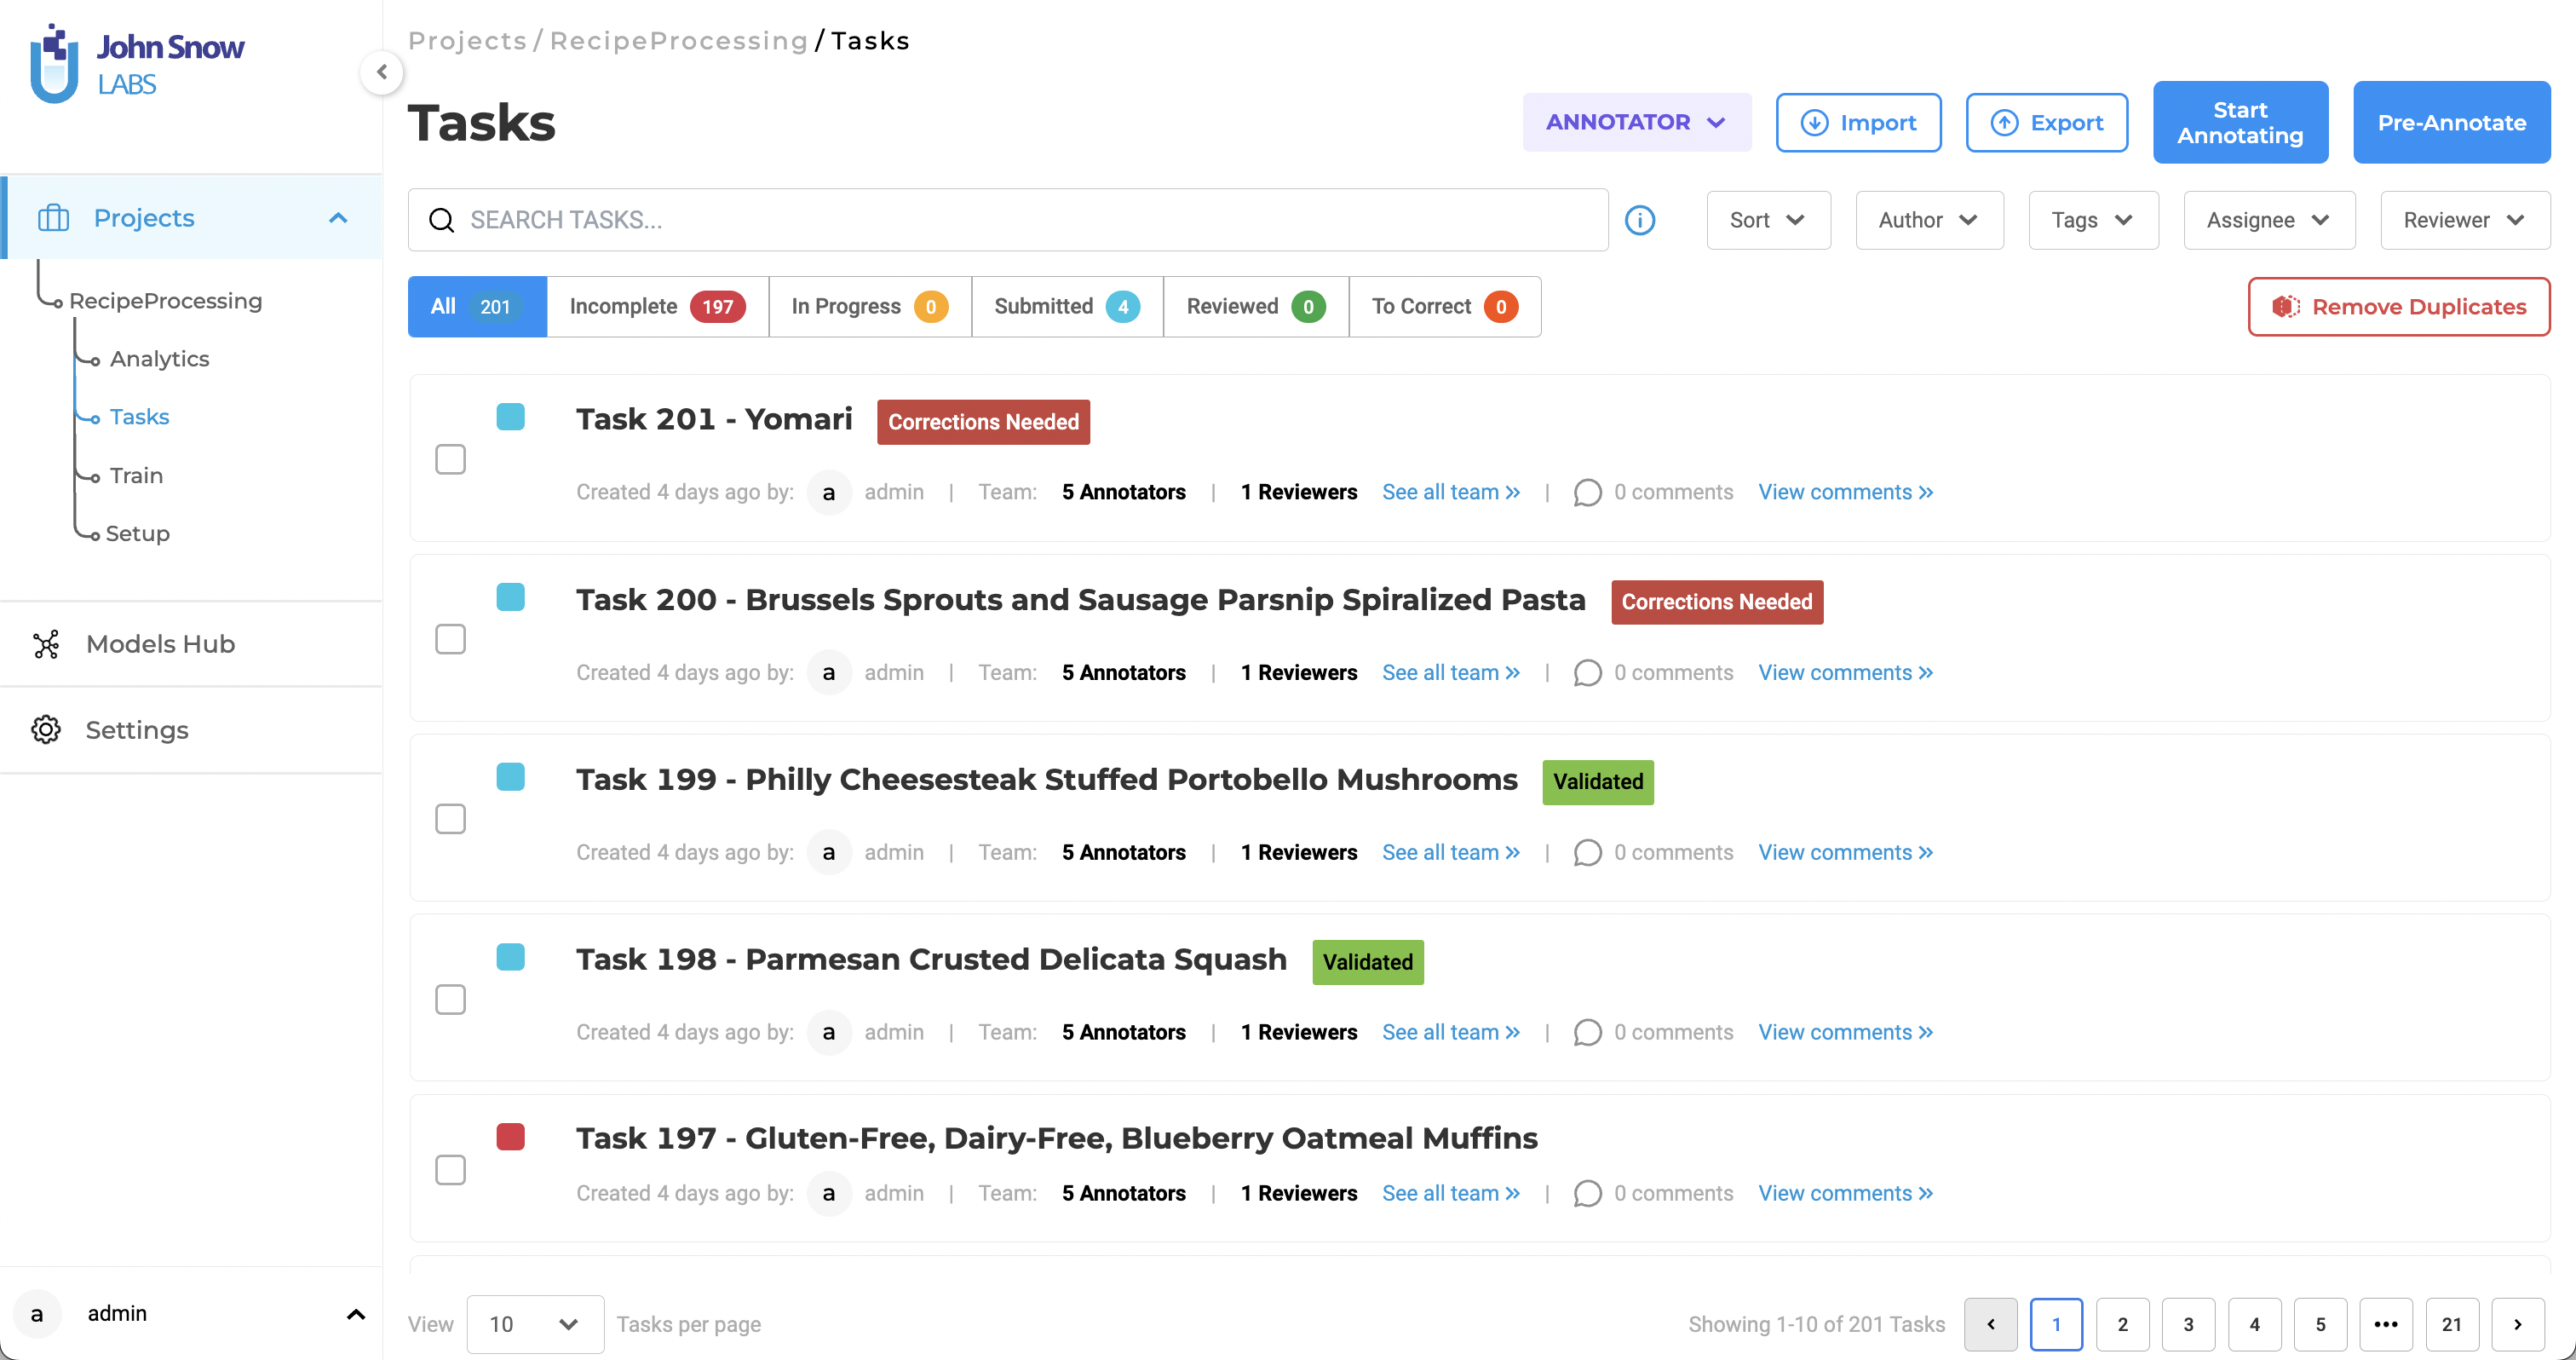 John Snow
LABS
Projects / RecipeProcessing / Tasks
Tasks
ANNOTATOR
Import
Export
Start
Annotating
Pre-Annotate
Projects
RecipeProcessing
Analytics
Tasks
Train
Setup
Models Hub
Settings
SEARCH TASKS...
Sort
Author
Tags
Assignee
Reviewer
All 201
Incomplete 197
In Progress 0
Submitted 4
Reviewed 0
To Correct 0
Remove Duplicates
Task 201 - Yomari Corrections Needed
Created 4 days ago by: a admin | Team: 5 Annotators | 1 Reviewers See all team » | 0 comments View comments »
Task 200 - Brussels Sprouts and Sausage Parsnip Spiralized Pasta Corrections Needed
Created 4 days ago by: a admin | Team: 5 Annotators | 1 Reviewers See all team » | 0 comments View comments »
Task 199 - Philly Cheesesteak Stuffed Portobello Mushrooms Validated
Created 4 days ago by: a admin | Team: 5 Annotators | 1 Reviewers See all team » | 0 comments View comments »
Task 198 - Parmesan Crusted Delicata Squash Validated
Created 4 days ago by: a admin | Team: 5 Annotators | 1 Reviewers See all team » | 0 comments View comments »
Task 197 - Gluten-Free, Dairy-Free, Blueberry Oatmeal Muffins
Created 4 days ago by: a admin | Team: 5 Annotators | 1 Reviewers See all team » | 0 comments View comments »
a admin
View 10 Tasks per page
Showing 1-10 of 201 Tasks ‹ 1 2 3 4 5 ••• 21 ›